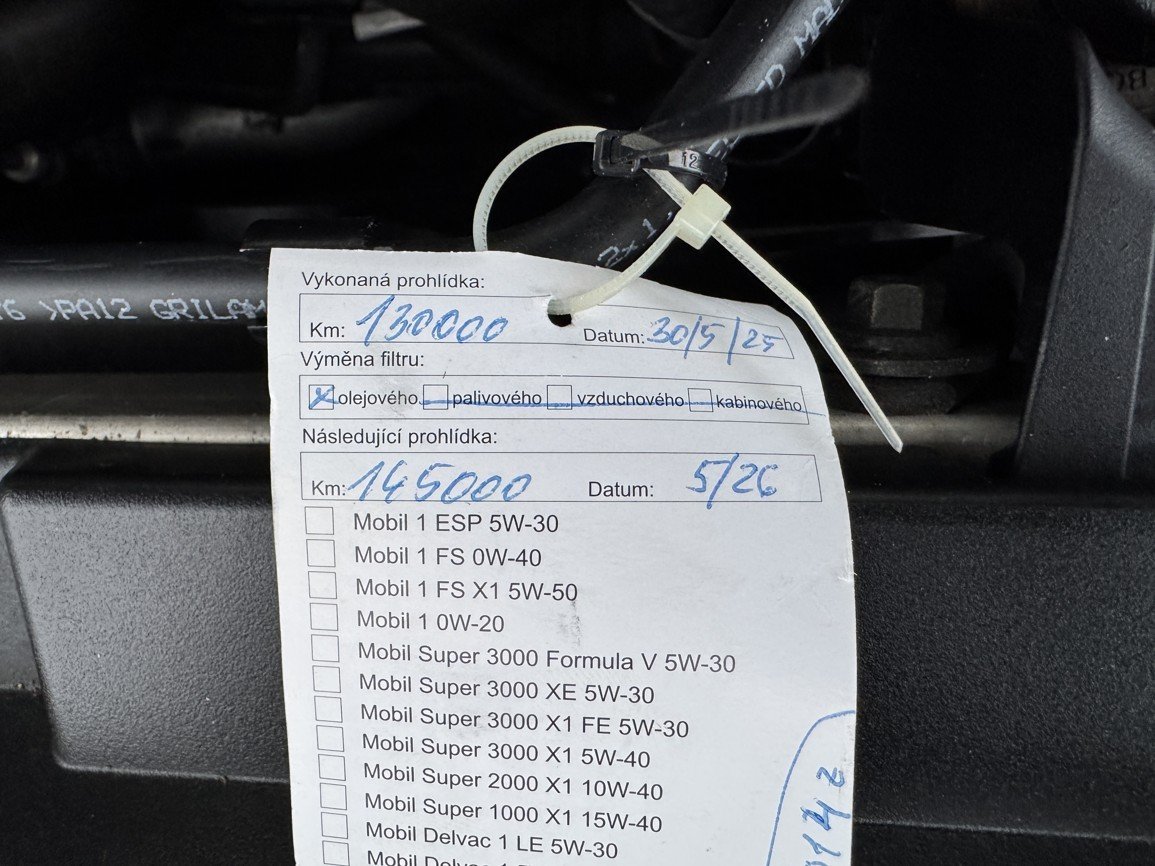 12
2x1
26 >PA12 GRILAM
Vykonaná prohlídka:
Km: 130000 Datum: 30/5/25
Výměna filtru:
olejového palivového vzduchového kabinového
Následující prohlídka:
Km: 145000 Datum: 5/26
Mobil 1 ESP 5W-30
Mobil 1 FS 0W-40
Mobil 1 FS X1 5W-50
Mobil 1 0W-20
Mobil Super 3000 Formula V 5W-30
Mobil Super 3000 XE 5W-30
Mobil Super 3000 X1 FE 5W-30
Mobil Super 3000 X1 5W-40
Mobil Super 2000 X1 10W-40
Mobil Super 1000 X1 15W-40
Mobil Delvac 1 LE 5W-30
Mobil